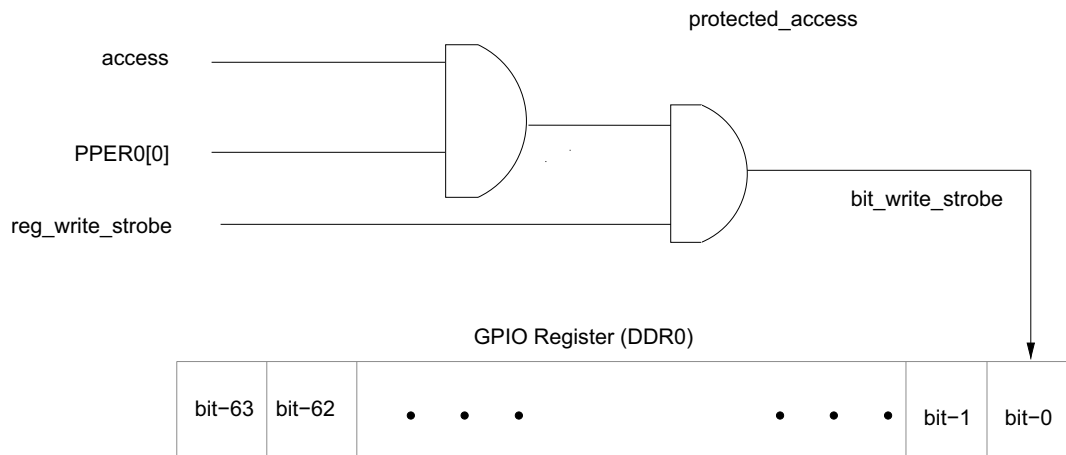 protected_access
access
PPER0[0]
bit_write_strobe
reg_write_strobe
GPIO Register (DDR0)
bit−63 bit−62 • • • • • • bit−1 bit−0